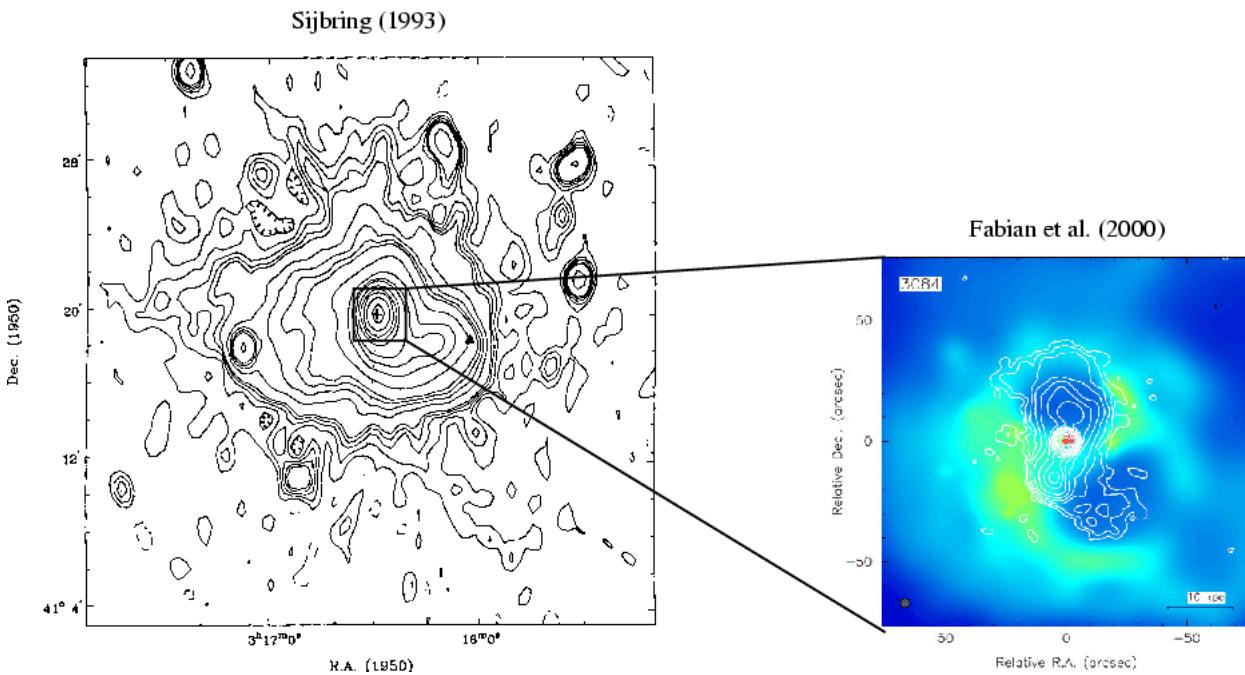 Sijbring (1993)
28′
20′
12′
41° 4′
Dec. (1950)
3ʰ17ᵐ0ˢ
16ᵐ0ˢ
R.A. (1950)
Fabian et al. (2000)
3C84
50
0
−50
Relative Dec. (arcsec)
10 kpc
50
0
−50
Relative R.A. (arcsec)